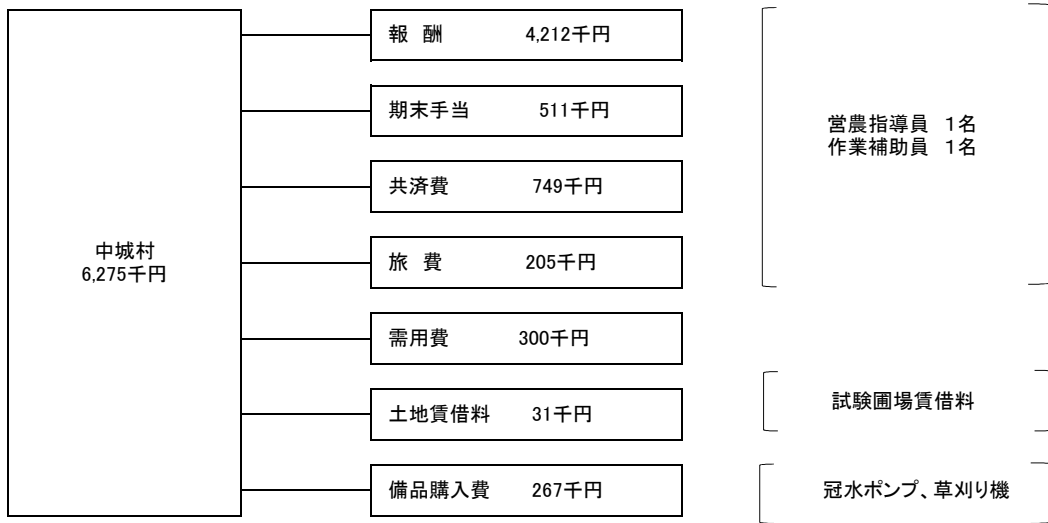 中城村
6,275千円
報 酬 4,212千円
期末手当 511千円
共済費 749千円
旅 費 205千円
需用費 300千円
土地賃借料 31千円
備品購入費 267千円
営農指導員 1名
作業補助員 1名
試験圃場賃借料
冠水ポンプ、草刈り機